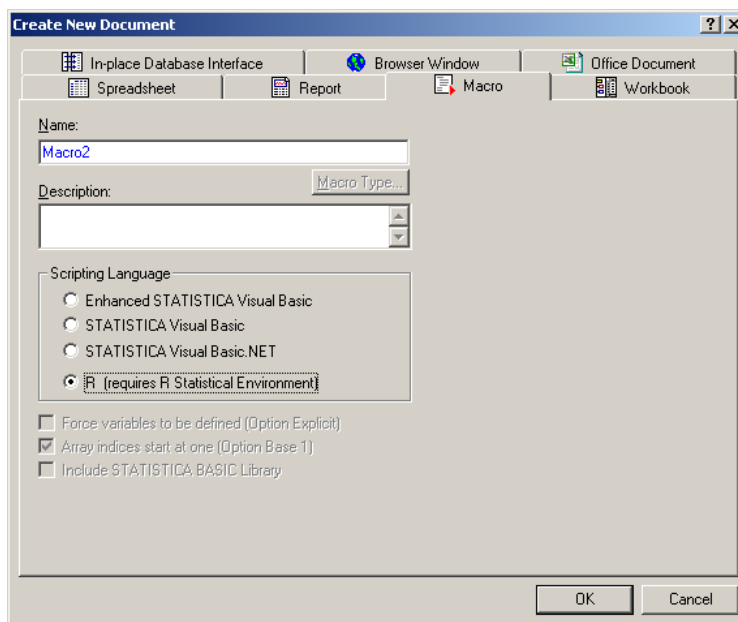 Create New Document
In-place Database Interface
Browser Window
Office Document
Spreadsheet
Report
Macro
Workbook
Name:
Macro2
Macro Type...
Description:
Scripting Language
Enhanced STATISTICA Visual Basic
STATISTICA Visual Basic
STATISTICA Visual Basic.NET
R (requires R Statistical Environment)
Force variables to be defined (Option Explicit)
Array indices start at one (Option Base 1)
Include STATISTICA BASIC Library
OK
Cancel